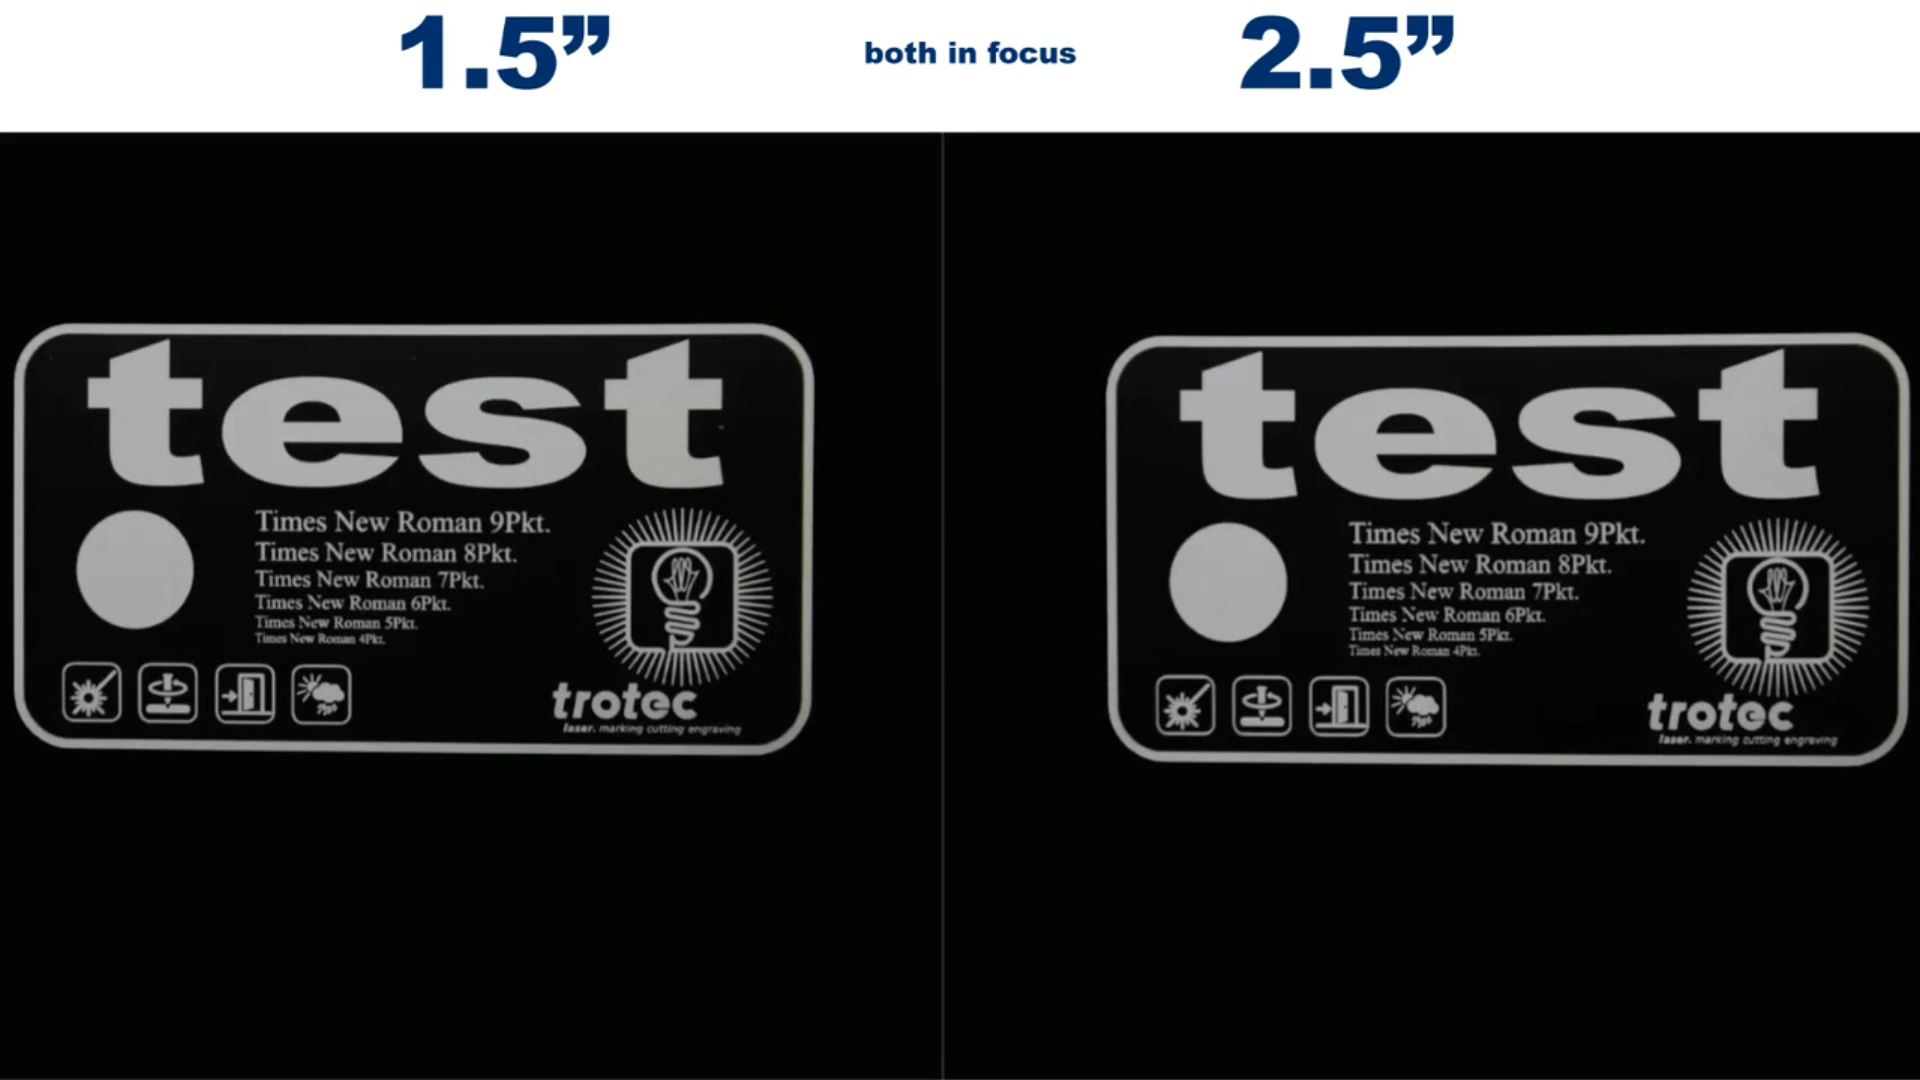 1.5” both in focus 2.5”
test
Times New Roman 9Pkt.
Times New Roman 8Pkt.
Times New Roman 7Pkt.
Times New Roman 6Pkt.
Times New Roman 5Pkt.
Times New Roman 4Pkt.
trotec
laser. marking cutting engraving
test
Times New Roman 9Pkt.
Times New Roman 8Pkt.
Times New Roman 7Pkt.
Times New Roman 6Pkt.
Times New Roman 5Pkt.
Times New Roman 4Pkt.
trotec
laser. marking cutting engraving